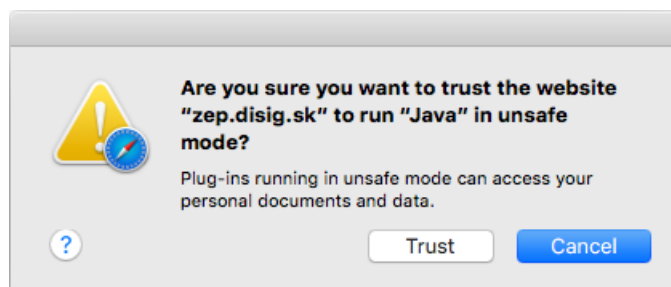 Are you sure you want to trust the website
“zep.disig.sk” to run “Java” in unsafe
mode?
Plug-ins running in unsafe mode can access your
personal documents and data.
?
Trust
Cancel